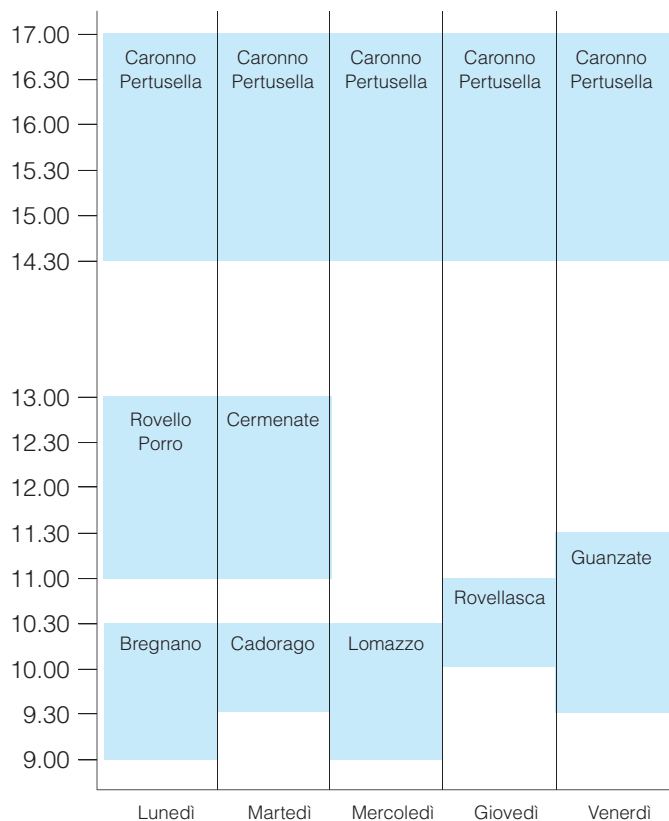 17.00
16.30
16.00
15.30
15.00
14.30
13.00
12.30
12.00
11.30
11.00
10.30
10.00
9.30
9.00
Caronno Caronno Caronno Caronno Caronno
Pertusella Pertusella Pertusella Pertusella Pertusella
Rovello Cermenate
Porro
Guanzate
Rovellasca
Bregnano Cadorago Lomazzo
Lunedì Martedì Mercoledì Giovedì Venerdì